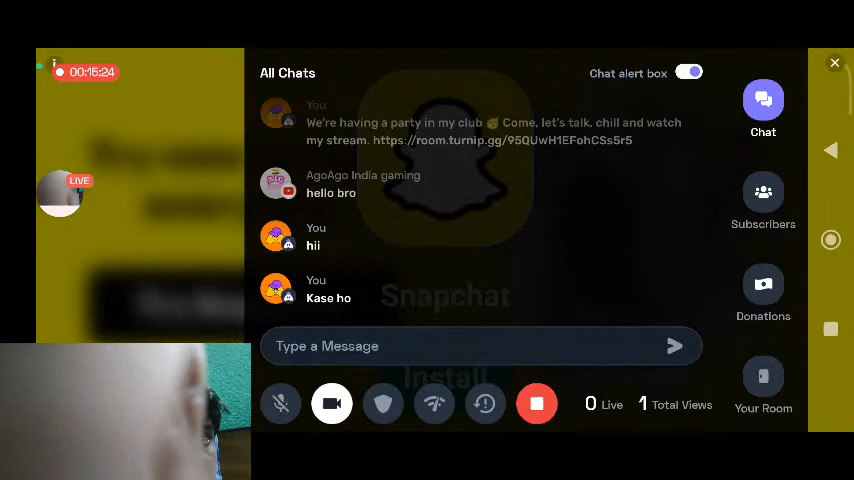 00:15:24
All Chats
Chat alert box
You
We're having a party in my club 🥳 Come, let's talk, chill and watch
my stream. https://room.turnip.gg/95QUwH1EFohCSs5r5
AgoAgo India gaming
hello bro
You
hii
You
Kase ho
Type a Message
0 Live
1 Total Views
Chat
Subscribers
Donations
Your Room
LIVE
Snapchat
Install